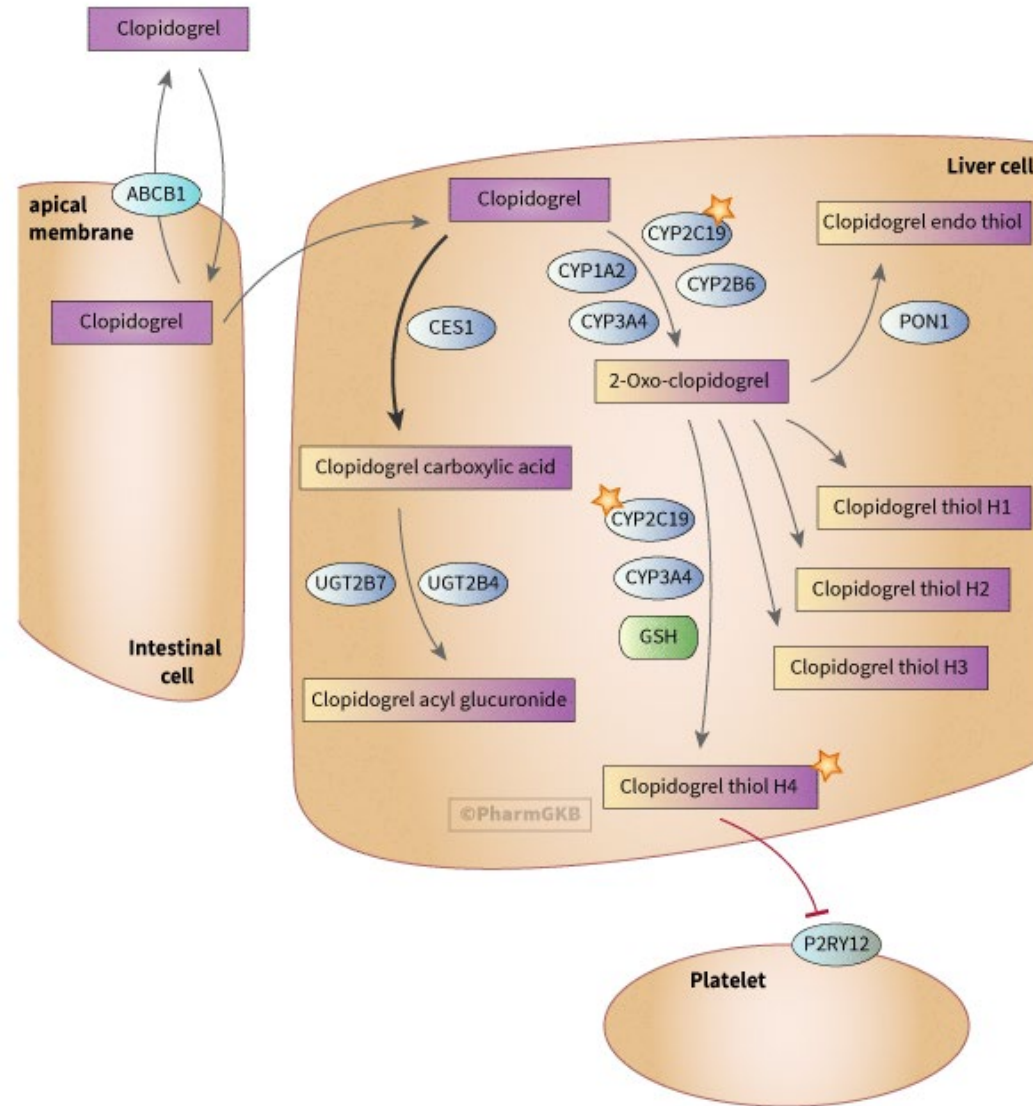 Clopidogrel
ABCB1
apical
membrane
Clopidogrel
Intestinal
cell
Liver cell
Clopidogrel
CYP2C19
CYP1A2
CYP2B6
CYP3A4
CES1
Clopidogrel endo thiol
PON1
2-Oxo-clopidogrel
Clopidogrel carboxylic acid
UGT2B7
UGT2B4
Clopidogrel acyl glucuronide
CYP2C19
CYP3A4
GSH
Clopidogrel thiol H1
Clopidogrel thiol H2
Clopidogrel thiol H3
Clopidogrel thiol H4
©PharmGKB
P2RY12
Platelet